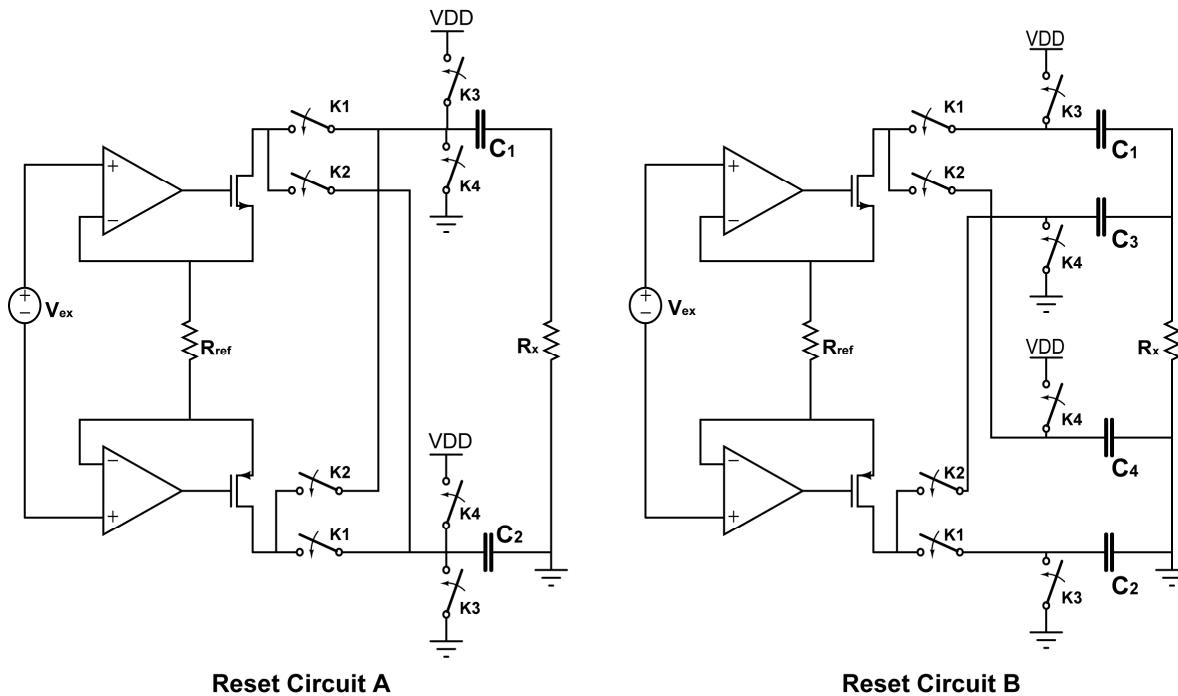 VDD
K3
K1
C1
K2
K4
+
−
+
−
Vex
Rref
Rx
VDD
−
+
K2
K4
K1
C2
K3
Reset Circuit A
VDD
K3
K1
C1
K2
+
−
C3
K4
+
−
Vex
Rref
VDD
Rx
K4
−
+
C4
K2
K1
C2
K3
Reset Circuit B